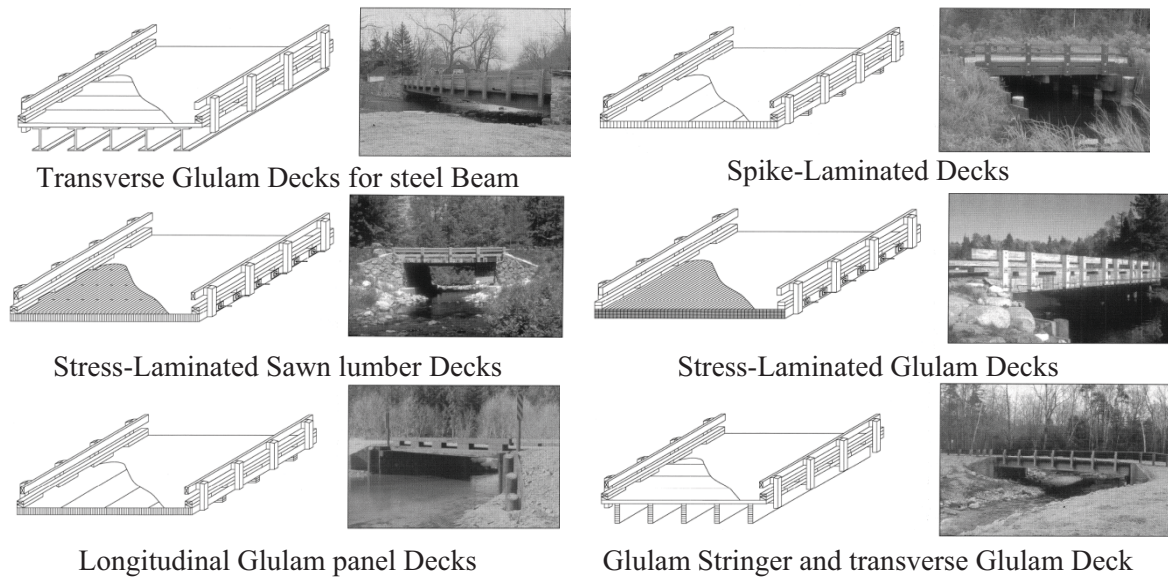 Transverse Glulam Decks for steel Beam
Spike-Laminated Decks
Stress-Laminated Sawn lumber Decks
Stress-Laminated Glulam Decks
Longitudinal Glulam panel Decks
Glulam Stringer and transverse Glulam Deck